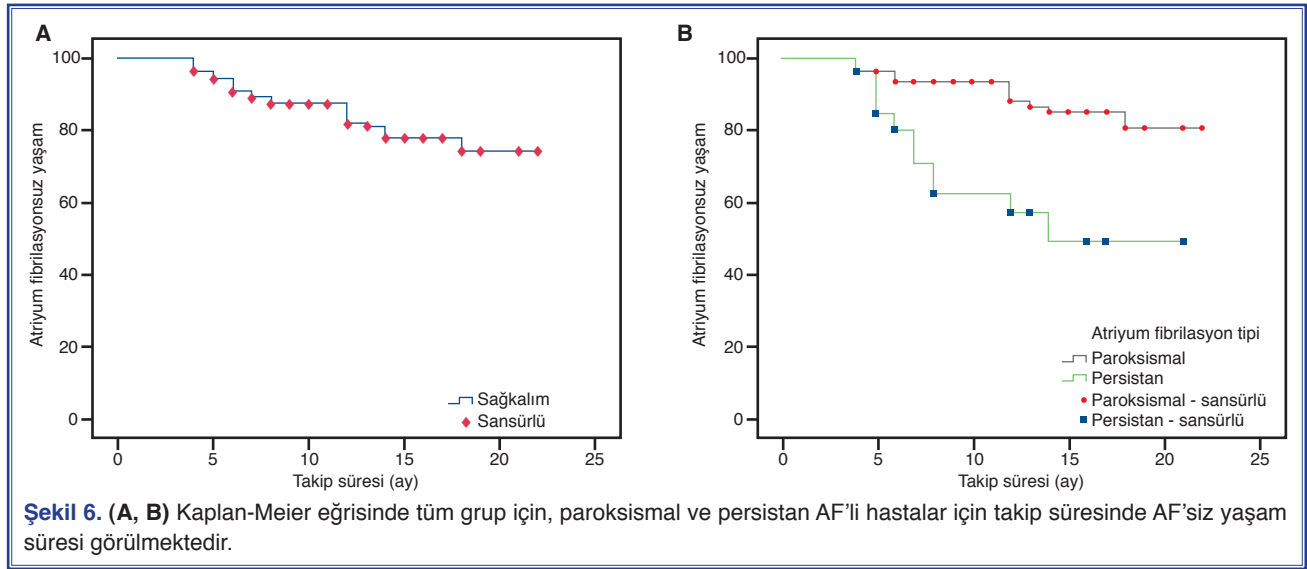 A
100
80
60
40
20
0
Atriyum fibrilasyonsuz yaşam
Sağkalım
Sansürlü
0 5 10 15 20 25
Takip süresi (ay)
B
100
80
60
40
20
0
Atriyum fibrilasyonsuz yaşam
Atriyum fibrilasyon tipi
Paroksismal
Persistan
Paroksismal - sansürlü
Persistan - sansürlü
0 5 10 15 20 25
Takip süresi (ay)
Şekil 6. (A, B) Kaplan-Meier eğrisinde tüm grup için, paroksismal ve persistan AF’li hastalar için takip süresinde AF’siz yaşam
süresi görülmektedir.